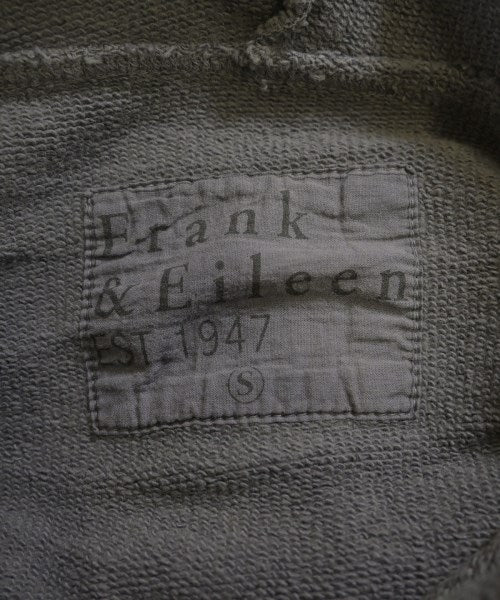 Frank
& Eileen
EST. 1947
S